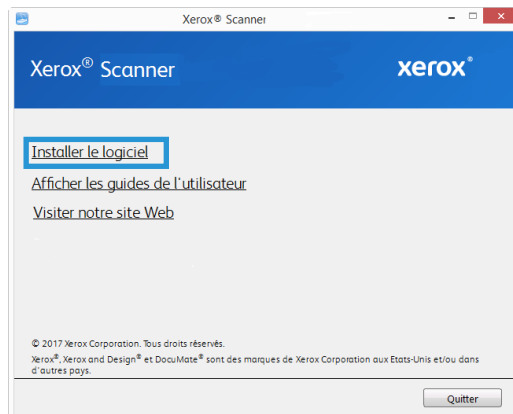 Xerox® Scanner
Xerox® Scanner
xerox®
Installer le logiciel
Afficher les guides de l'utilisateur
Visiter notre site Web
© 2017 Xerox Corporation. Tous droits réservés.
Xerox®, Xerox and Design® et DocuMate® sont des marques de Xerox Corporation aux Etats-Unis et/ou dans
d'autres pays.
Quitter